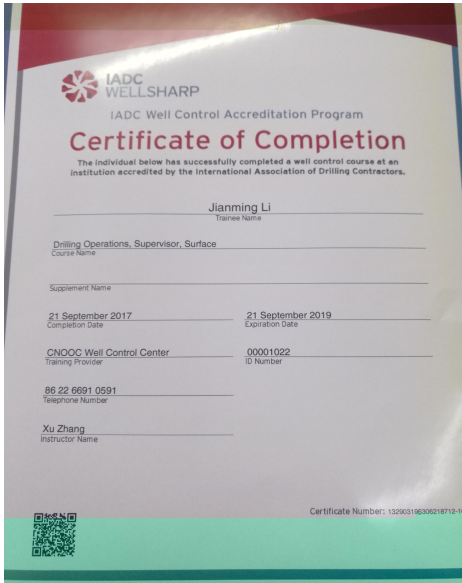 IADC
WELLSHARP
IADC Well Control Accreditation Program
Certificate of Completion
The individual below has successfully completed a well control course at an
institution accredited by the International Association of Drilling Contractors.
Jianming Li
Trainee Name
Drilling Operations, Supervisor, Surface
Course Name
Supplement Name
21 September 2017 21 September 2019
Completion Date Expiration Date
CNOOC Well Control Center 00001022
Training Provider ID Number
86 22 6691 0591
Telephone Number
Xu Zhang
Instructor Name
Certificate Number: